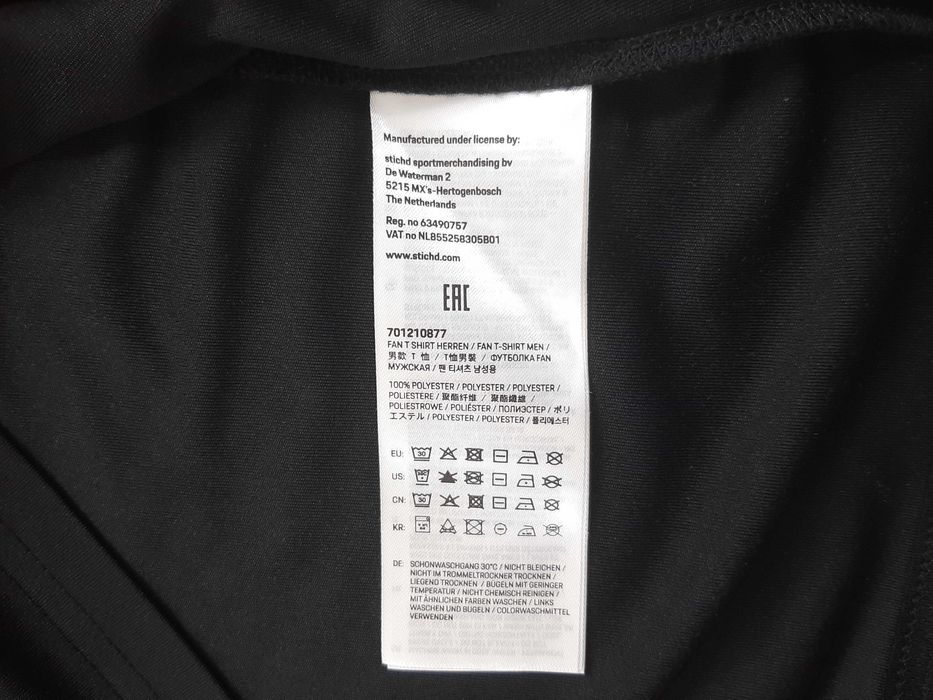 Manufactured under license by:
stichd sportmerchandising bv
De Waterman 2
5215 MX's-Hertogenbosch
The Netherlands
Reg. no 63490757
VAT no NL855258305B01
www.stichd.com
EAC
701210877
FAN T SHIRT HERREN / FAN T-SHIRT MEN /
男款 T 恤 / T恤男裝 / ФУТБОЛКА FAN
МУЖСКАЯ / 팬 티셔츠 남성용
100% POLYESTER / POLYESTER / POLYESTER /
POLIESTERE / 聚酯纤维 / 聚酯纖維 /
POLIESTROWE / POLIÉSTER / ПОЛИЭСТЕР / ポリ
エステル / POLYESTER / POLYESTER / 폴리에스터
EU: 30
US:
CN: 30
KR:
DE: SCHONWASCHGANG 30°C / NICHT BLEICHEN /
NICHT IM TROMMELTROCKNER TROCKNEN /
LIEGEND TROCKNEN / BÜGELN MIT GERINGER
TEMPERATUR / NICHT CHEMISCH REINIGEN /
MIT ÄHNLICHEN FARBEN WASCHEN / LINKS
WASCHEN UND BÜGELN / COLORWASCHMITTEL
VERWENDEN